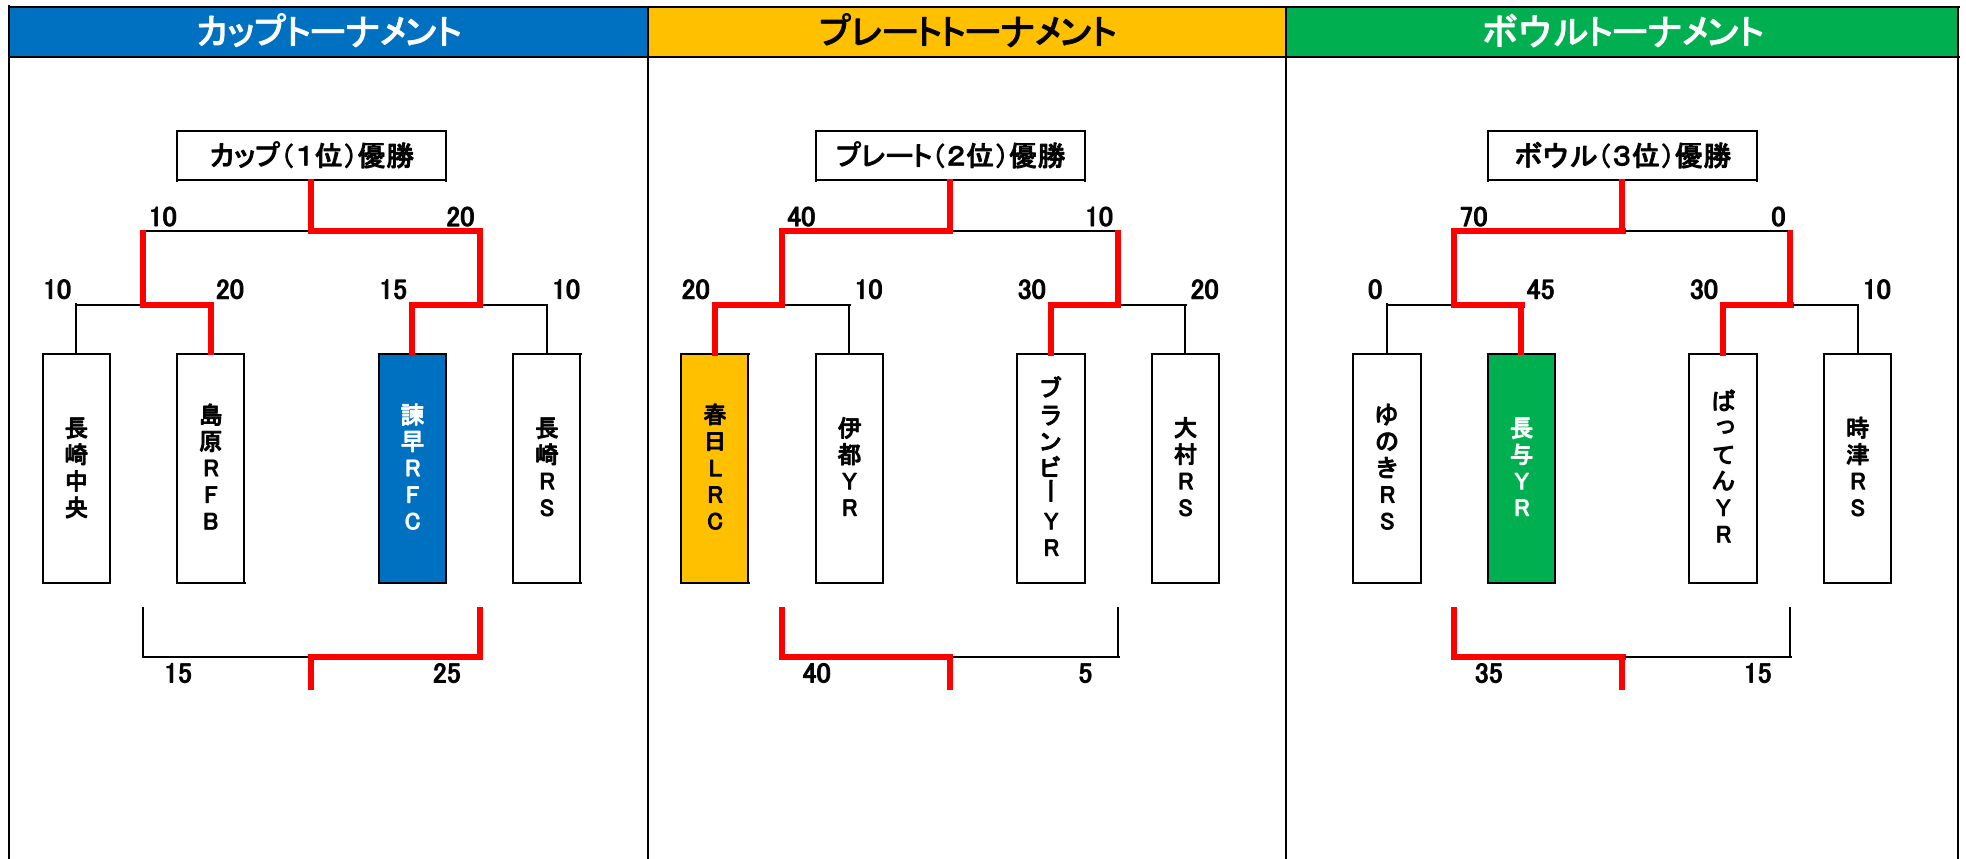 カップトーナメント
プレートトーナメント
ボウルトーナメント
カップ（１位）優勝
プレート（２位）優勝
ボウル（３位）優勝
10
20
40
10
70
0
10
20
15
10
20
10
30
20
0
45
30
10
長崎中央
島原ＲＦＢ
諫早ＲＦＣ
長崎ＲＳ
春日ＬＲＣ
伊都ＹＲ
ブランビーＹＲ
大村ＲＳ
ゆのきＲＳ
長与ＹＲ
ばってんＹＲ
時津ＲＳ
15
25
40
5
35
15